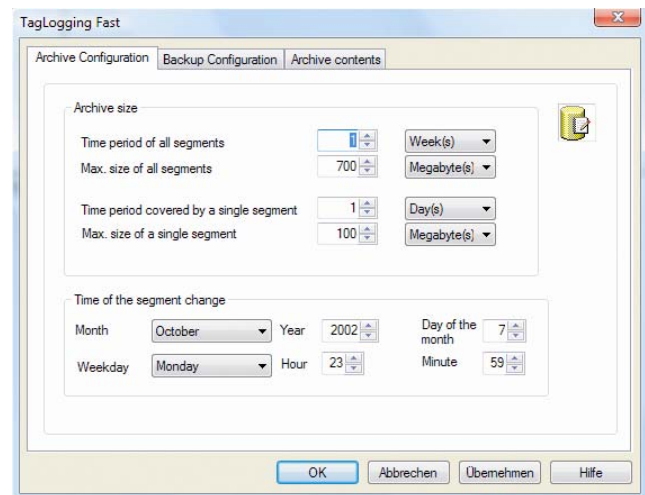 TagLogging Fast
Archive Configuration Backup Configuration Archive contents
Archive size
Time period of all segments 1 Week(s)
Max. size of all segments 700 Megabyte(s)
Time period covered by a single segment 1 Day(s)
Max. size of a single segment 100 Megabyte(s)
Time of the segment change
Month October Year 2002 Day of the month 7
Weekday Monday Hour 23 Minute 59
OK Abbrechen Übernehmen Hilfe